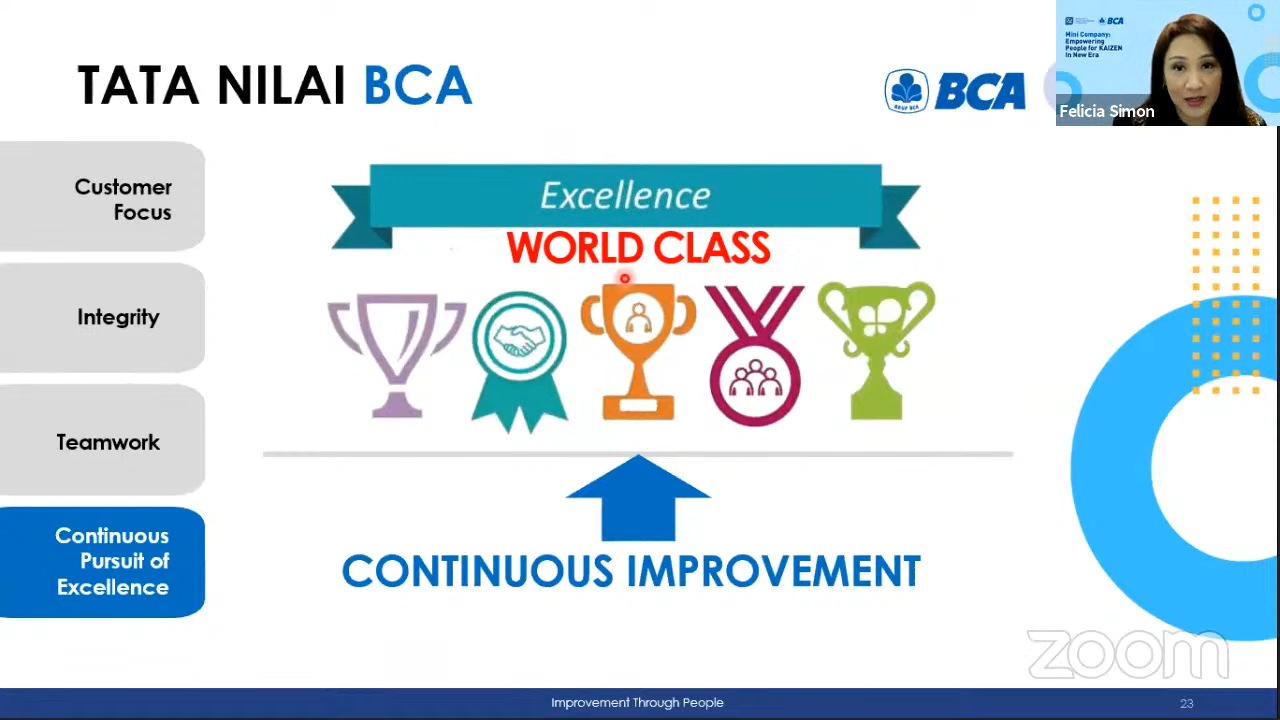 TATA NILAI BCA
BCA
BCA
Mini Company:
Empowering
People for KAIZEN
in New Era
Felicia Simon
Customer
Focus
Integrity
Teamwork
Continuous
Pursuit of
Excellence
Excellence
WORLD CLASS
CONTINUOUS IMPROVEMENT
zoom
Improvement Through People
23